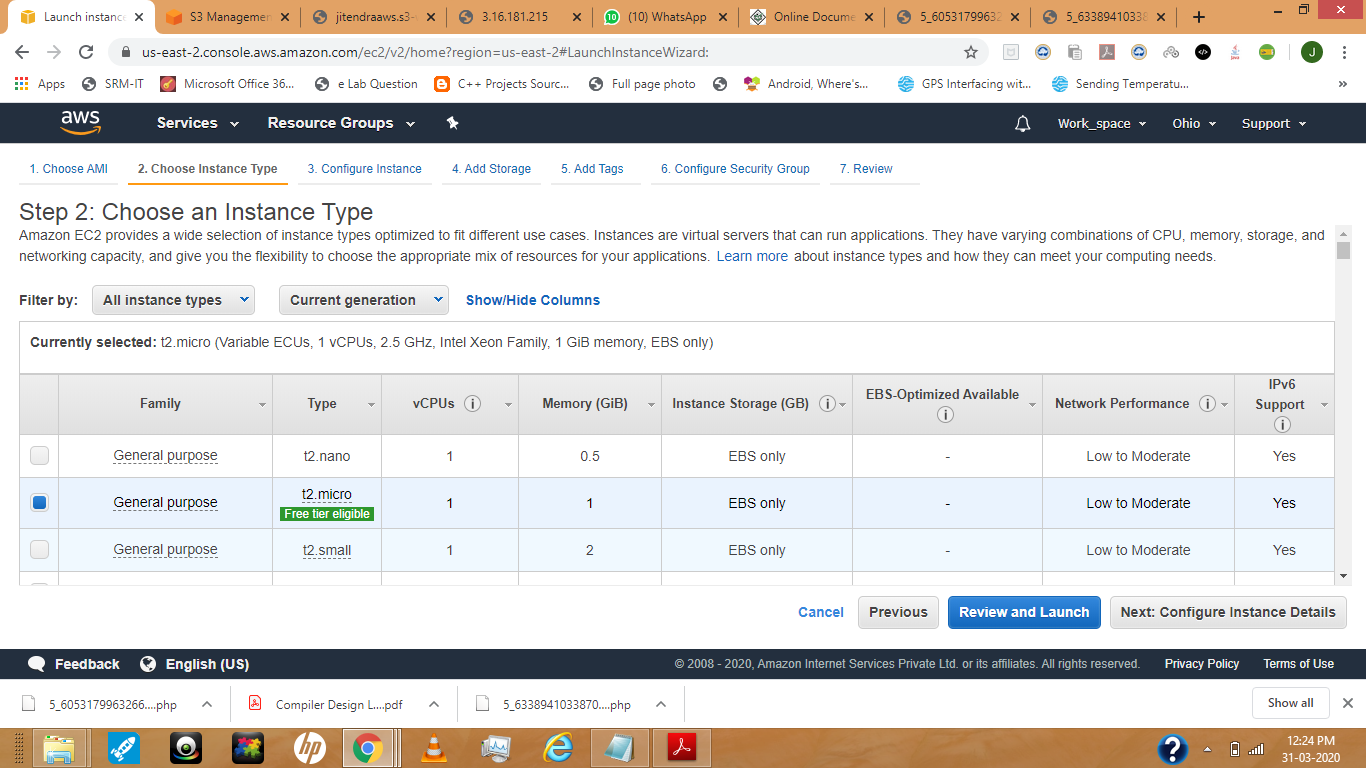 Launch instance
S3 Management
jitendraaws.s3-
3.16.181.215
(10) WhatsApp
Online Docume
5_6053179963
5_6338941033
us-east-2.console.aws.amazon.com/ec2/v2/home?region=us-east-2#LaunchInstanceWizard:
J
Apps
SRM-IT
Microsoft Office 36...
e Lab Question
C++ Projects Sourc...
Full page photo
Android, Where's...
GPS Interfacing wit...
Sending Temperatu...
»
aws
Services
Resource Groups
Work_space
Ohio
Support
1. Choose AMI
2. Choose Instance Type
3. Configure Instance
4. Add Storage
5. Add Tags
6. Configure Security Group
7. Review
Step 2: Choose an Instance Type
Amazon EC2 provides a wide selection of instance types optimized to fit different use cases. Instances are virtual servers that can run applications. They have varying combinations of CPU, memory, storage, and
networking capacity, and give you the flexibility to choose the appropriate mix of resources for your applications. Learn more about instance types and how they can meet your computing needs.
Filter by: All instance types Current generation Show/Hide Columns
Currently selected: t2.micro (Variable ECUs, 1 vCPUs, 2.5 GHz, Intel Xeon Family, 1 GiB memory, EBS only)
Family
Type
vCPUs
Memory (GiB)
Instance Storage (GB)
EBS-Optimized Available
Network Performance
IPv6
Support
General purpose t2.nano 1 0.5 EBS only - Low to Moderate Yes
General purpose t2.micro 1 1 EBS only - Low to Moderate Yes
Free tier eligible
General purpose t2.small 1 2 EBS only - Low to Moderate Yes
Cancel
Previous
Review and Launch
Next: Configure Instance Details
Feedback
English (US)
© 2008 - 2020, Amazon Internet Services Private Ltd. or its affiliates. All rights reserved.
Privacy Policy
Terms of Use
5_6053179963266....php
Compiler Design L....pdf
5_6338941033870....php
Show all
hp
12:24 PM
31-03-2020